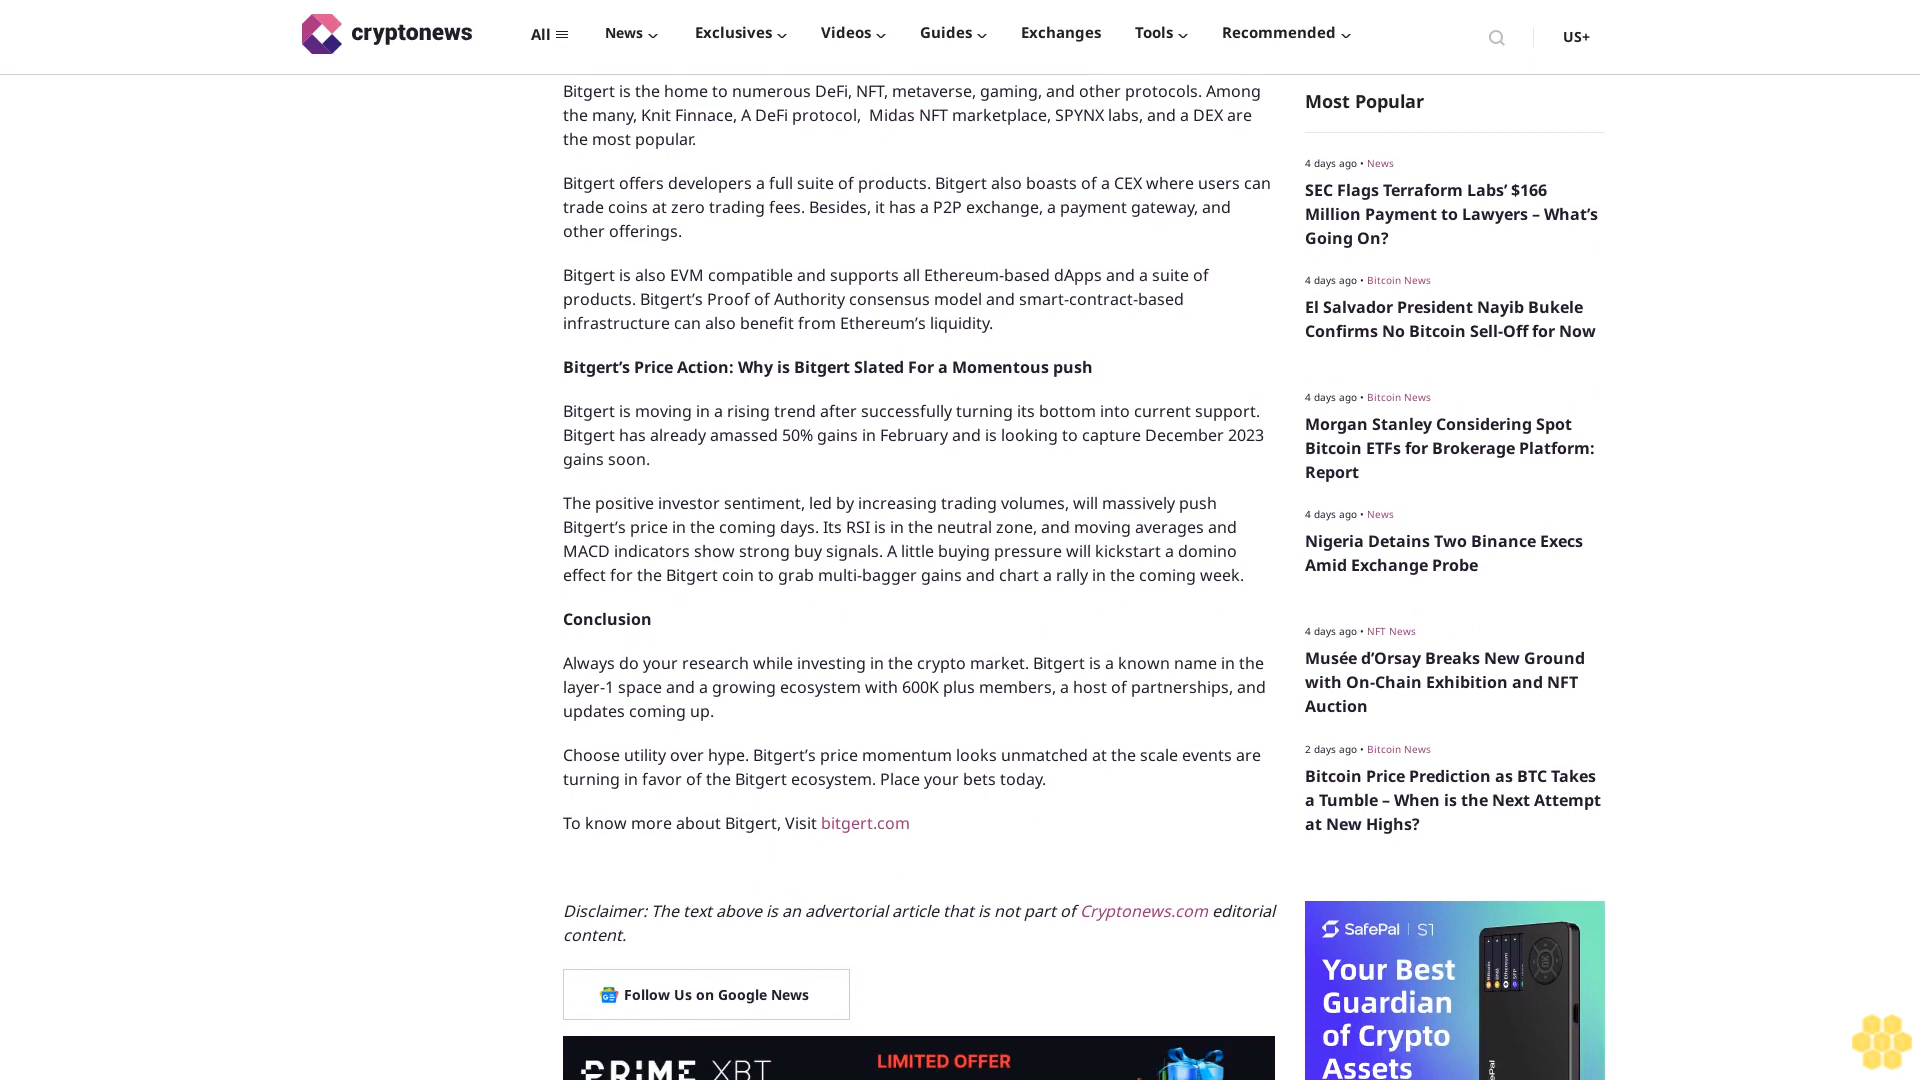 cryptonews
All
News
Exclusives
Videos
Guides
Exchanges
Tools
Recommended
US+
Bitgert is the home to numerous DeFi, NFT, metaverse, gaming, and other protocols. Among
the many, Knit Finnace, A DeFi protocol,  Midas NFT marketplace, SPYNX labs, and a DEX are
the most popular.
Bitgert offers developers a full suite of products. Bitgert also boasts of a CEX where users can
trade coins at zero trading fees. Besides, it has a P2P exchange, a payment gateway, and
other offerings.
Bitgert is also EVM compatible and supports all Ethereum-based dApps and a suite of
products. Bitgert’s Proof of Authority consensus model and smart-contract-based
infrastructure can also benefit from Ethereum’s liquidity.
Bitgert’s Price Action: Why is Bitgert Slated For a Momentous push
Bitgert is moving in a rising trend after successfully turning its bottom into current support.
Bitgert has already amassed 50% gains in February and is looking to capture December 2023
gains soon.
The positive investor sentiment, led by increasing trading volumes, will massively push
Bitgert’s price in the coming days. Its RSI is in the neutral zone, and moving averages and
MACD indicators show strong buy signals. A little buying pressure will kickstart a domino
effect for the Bitgert coin to grab multi-bagger gains and chart a rally in the coming week.
Conclusion
Always do your research while investing in the crypto market. Bitgert is a known name in the
layer-1 space and a growing ecosystem with 600K plus members, a host of partnerships, and
updates coming up.
Choose utility over hype. Bitgert’s price momentum looks unmatched at the scale events are
turning in favor of the Bitgert ecosystem. Place your bets today.
To know more about Bitgert, Visit bitgert.com
Disclaimer: The text above is an advertorial article that is not part of Cryptonews.com editorial
content.
Follow Us on Google News
PRIME XBT
LIMITED OFFER
Most Popular
4 days ago • News
SEC Flags Terraform Labs’ $166
Million Payment to Lawyers – What’s
Going On?
4 days ago • Bitcoin News
El Salvador President Nayib Bukele
Confirms No Bitcoin Sell-Off for Now
4 days ago • Bitcoin News
Morgan Stanley Considering Spot
Bitcoin ETFs for Brokerage Platform:
Report
4 days ago • News
Nigeria Detains Two Binance Execs
Amid Exchange Probe
4 days ago • NFT News
Musée d’Orsay Breaks New Ground
with On-Chain Exhibition and NFT
Auction
2 days ago • Bitcoin News
Bitcoin Price Prediction as BTC Takes
a Tumble – When is the Next Attempt
at New Highs?
SafePal | S1
Your Best
Guardian
of Crypto
Assets